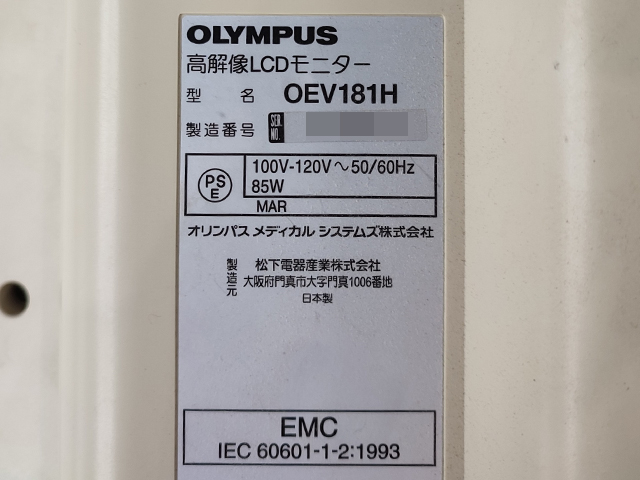 OLYMPUS
高解像LCDモニター
型 名 OEV181H
製造番号 SER. NO.
PS E
100V-120V～50/60Hz
85W
MAR
オリンパス メディカル システムズ株式会社
製造元
松下電器産業株式会社
大阪府門真市大字門真1006番地
日本製
EMC
IEC 60601-1-2:1993